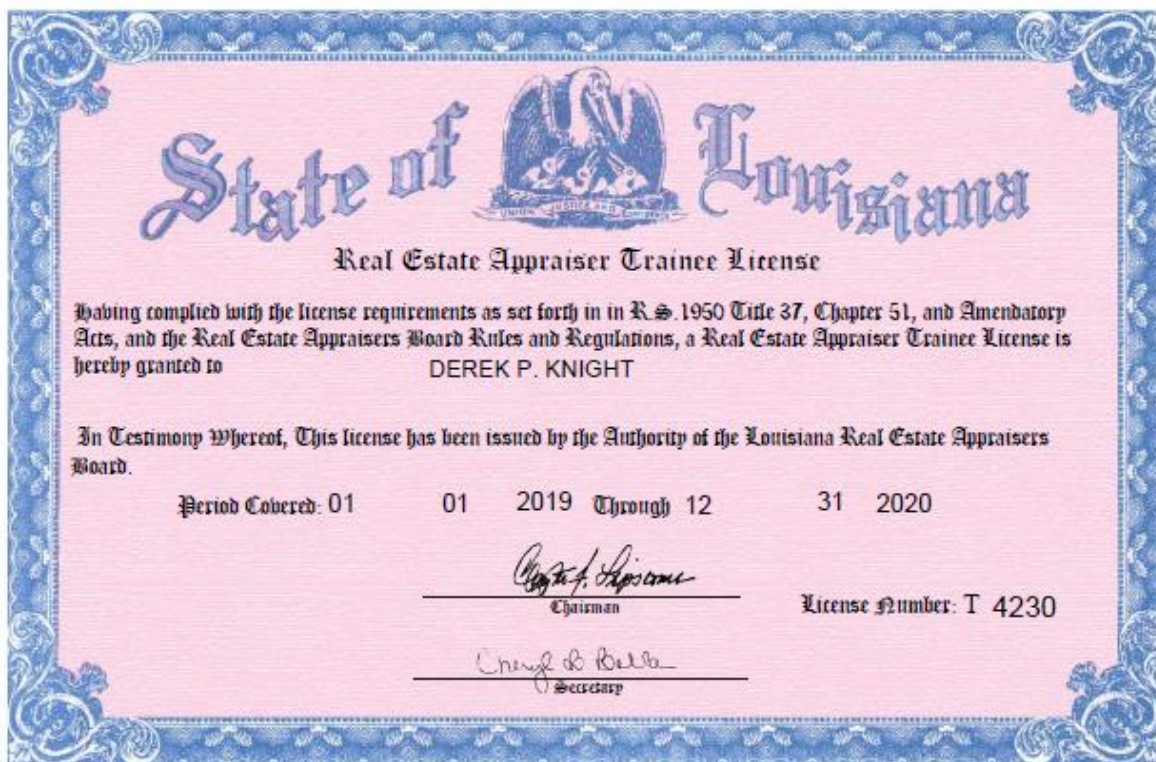 State of Louisiana
UNION JUSTICE AND CONFIDENCE
Real Estate Appraiser Trainee License
Having complied with the license requirements as set forth in in R.S. 1950 Title 37, Chapter 51, and Amendatory
Acts, and the Real Estate Appraisers Board Rules and Regulations, a Real Estate Appraiser Trainee License is
hereby granted to DEREK P. KNIGHT
In Testimony Whereof, This license has been issued by the Authority of the Louisiana Real Estate Appraisers
Board.
Period Covered: 01 01 2019 Through 12 31 2020
Chairman
License Number: T 4230
Secretary